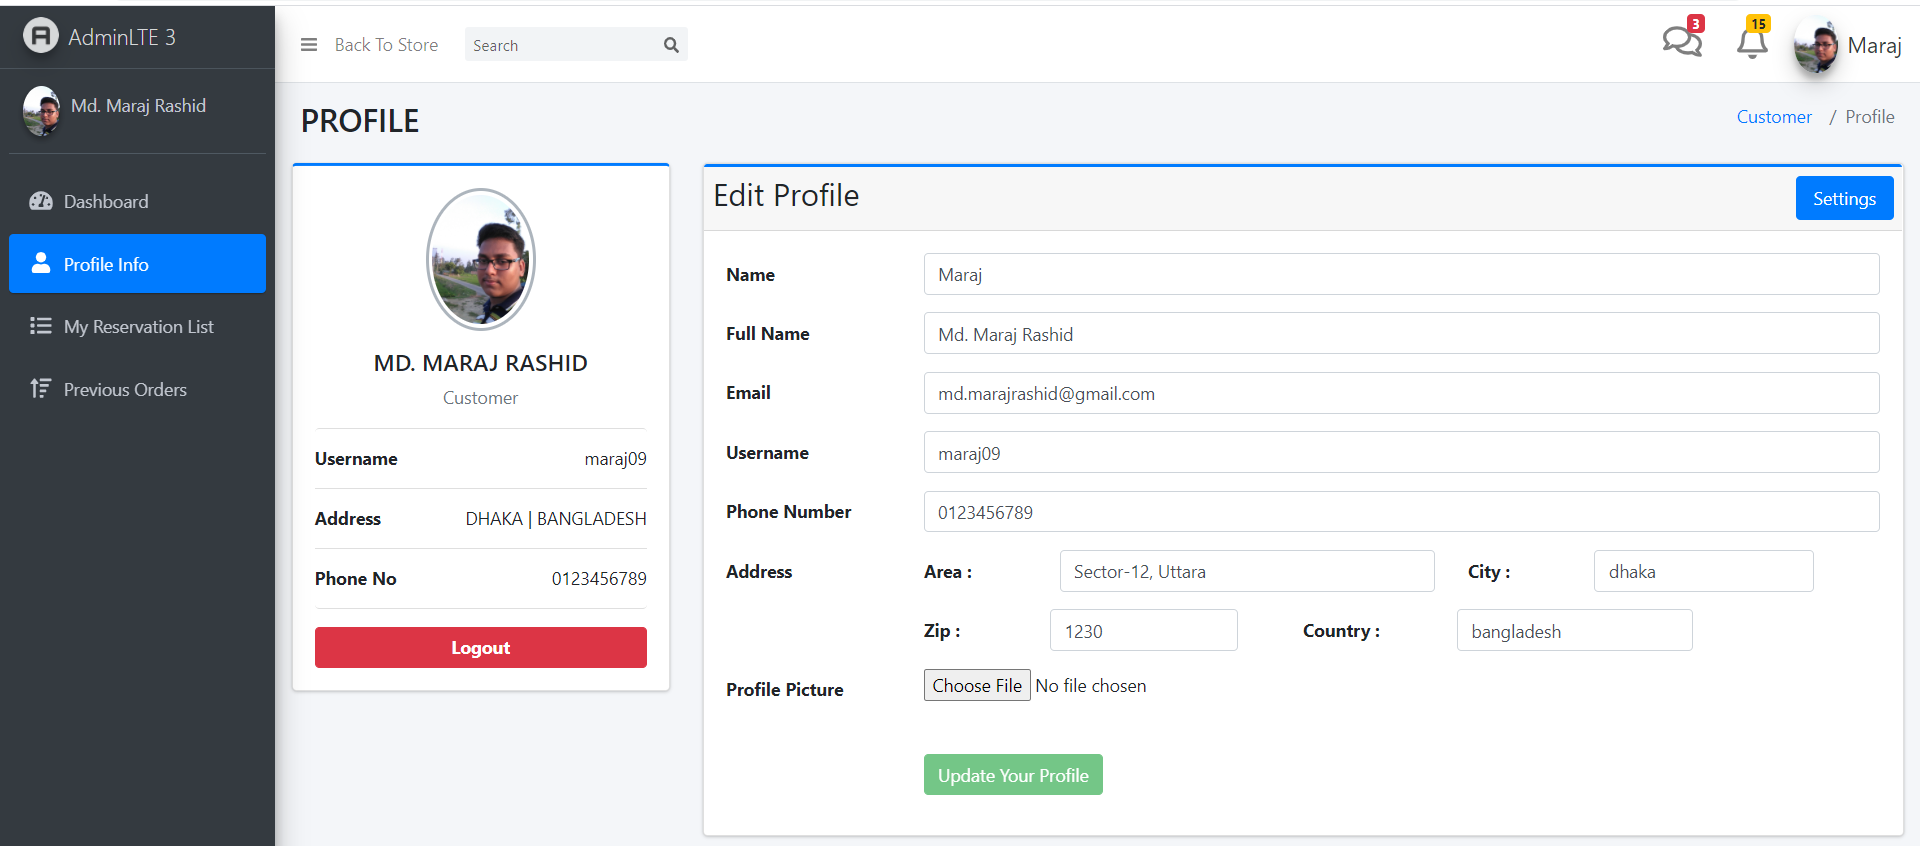 AdminLTE 3
Md. Maraj Rashid
Dashboard
Profile Info
My Reservation List
Previous Orders
Back To Store
Search
3
15
Maraj
PROFILE
Customer / Profile
MD. MARAJ RASHID
Customer
Username maraj09
Address DHAKA | BANGLADESH
Phone No 0123456789
Logout
Edit Profile
Settings
Name Maraj
Full Name Md. Maraj Rashid
Email md.marajrashid@gmail.com
Username maraj09
Phone Number 0123456789
Address Area : Sector-12, Uttara City : dhaka
Zip : 1230 Country : bangladesh
Profile Picture Choose File No file chosen
Update Your Profile